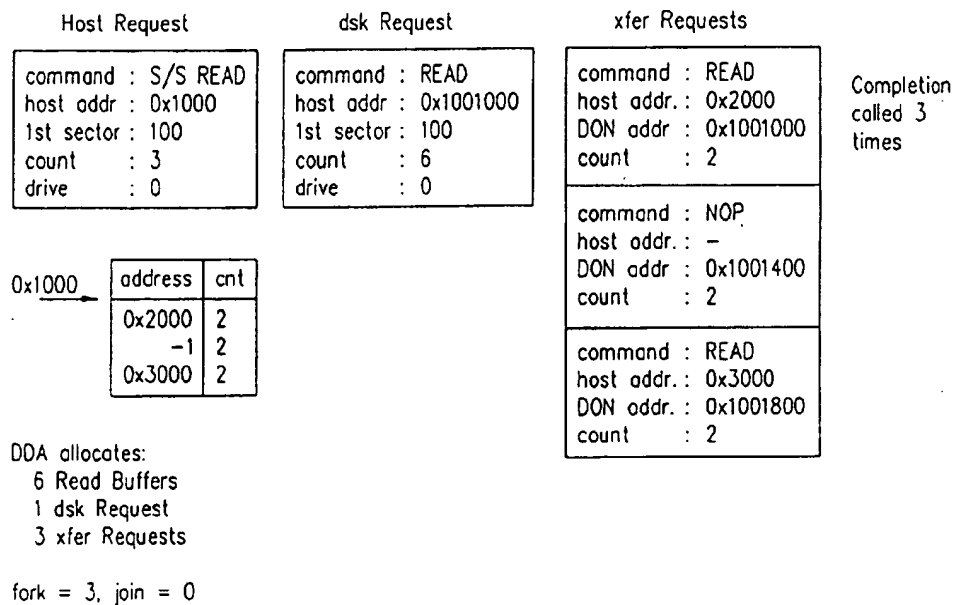 Host Request
command : S/S READ
host addr : 0x1000
1st sector : 100
count : 3
drive : 0
dsk Request
command : READ
host addr : 0x1001000
1st sector : 100
count : 6
drive : 0
xfer Requests
command : READ
host addr. : 0x2000
DON addr : 0x1001000
count : 2
command : NOP
host addr. : –
DON addr : 0x1001400
count : 2
command : READ
host addr. : 0x3000
DON addr. : 0x1001800
count : 2
Completion
called 3
times
0x1000
address cnt
0x2000 2
–1 2
0x3000 2
DDA allocates:
6 Read Buffers
1 dsk Request
3 xfer Requests
fork = 3, join = 0